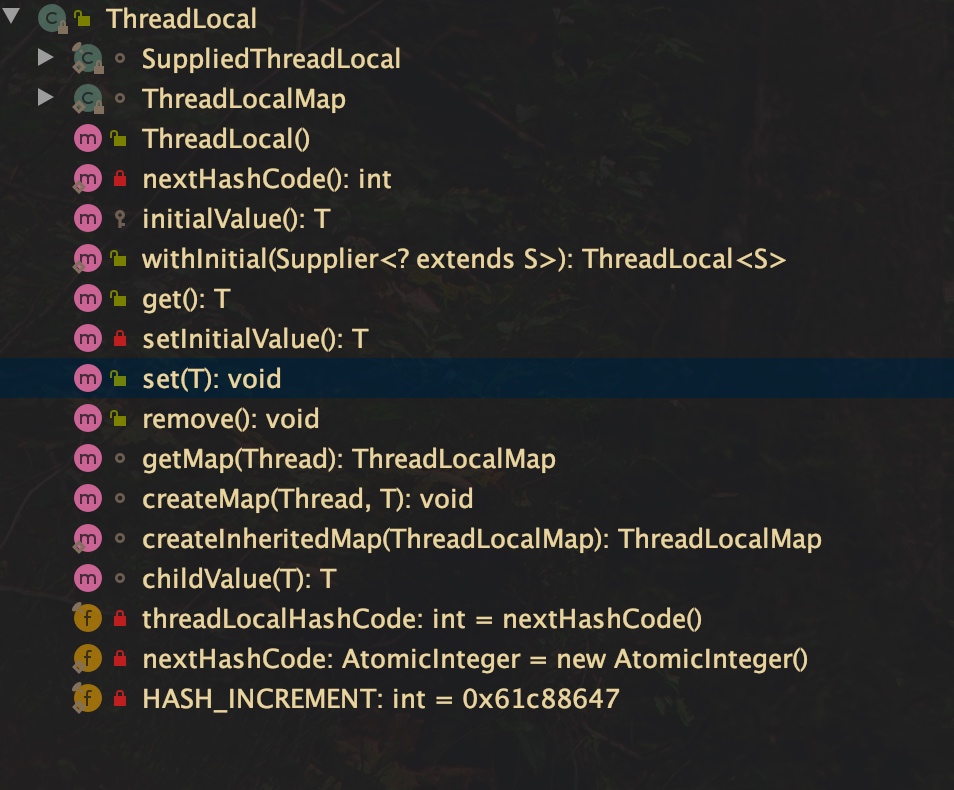 ThreadLocal
SuppliedThreadLocal
ThreadLocalMap
ThreadLocal()
nextHashCode(): int
initialValue(): T
withInitial(Supplier<? extends S>): ThreadLocal<S>
get(): T
setInitialValue(): T
set(T): void
remove(): void
getMap(Thread): ThreadLocalMap
createMap(Thread, T): void
createInheritedMap(ThreadLocalMap): ThreadLocalMap
childValue(T): T
threadLocalHashCode: int = nextHashCode()
nextHashCode: AtomicInteger = new AtomicInteger()
HASH_INCREMENT: int = 0x61c88647